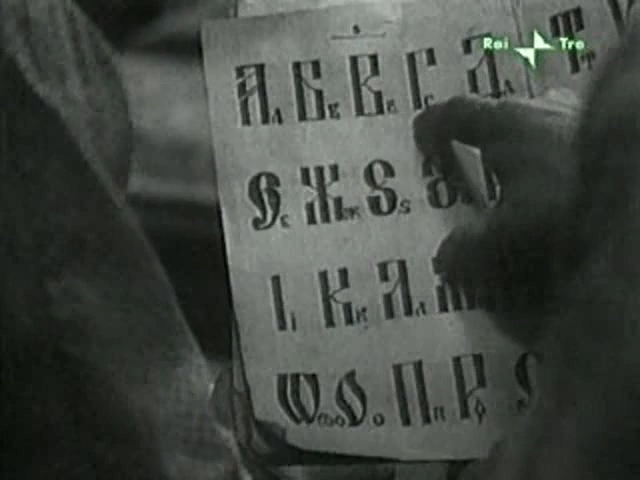 Rai Tre
А а Б б В в Г г Д д Т т
Є є Ж ж Ѕ ѕ З
І і К к Л л М
Ѡ ѡ О о П п Р р